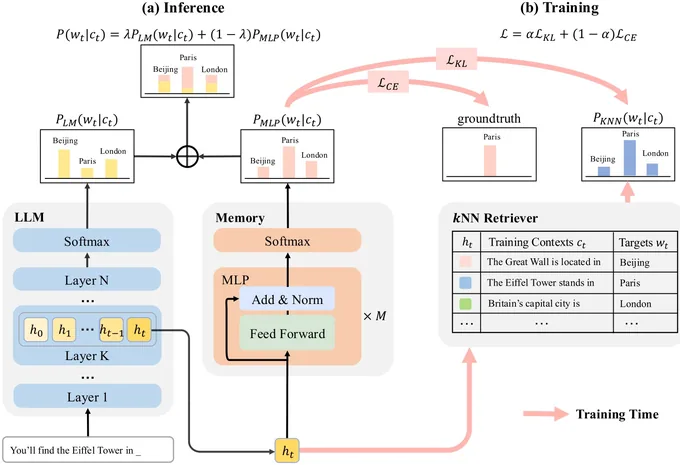 (a) Inference
P(w_t|c_t) = λP_LM(w_t|c_t) + (1 − λ)P_MLP(w_t|c_t)
Paris
Beijing
London
P_LM(w_t|c_t)
Beijing
Paris
London
P_MLP(w_t|c_t)
Paris
Beijing
London
LLM
Softmax
Layer N
...
h_0 h_1 ... h_t−1 h_t
Layer K
...
Layer 1
You'll find the Eiffel Tower in _
Memory
Softmax
MLP
Add & Norm
Feed Forward
× M
h_t
(b) Training
ℒ = αℒ_KL + (1 − α)ℒ_CE
ℒ_KL
ℒ_CE
groundtruth
Paris
P_KNN(w_t|c_t)
Paris
Beijing
London
kNN Retriever
h_t Training Contexts c_t Targets w_t
The Great Wall is located in Beijing
The Eiffel Tower stands in Paris
Britain's capital city is London
... ... ...
Training Time